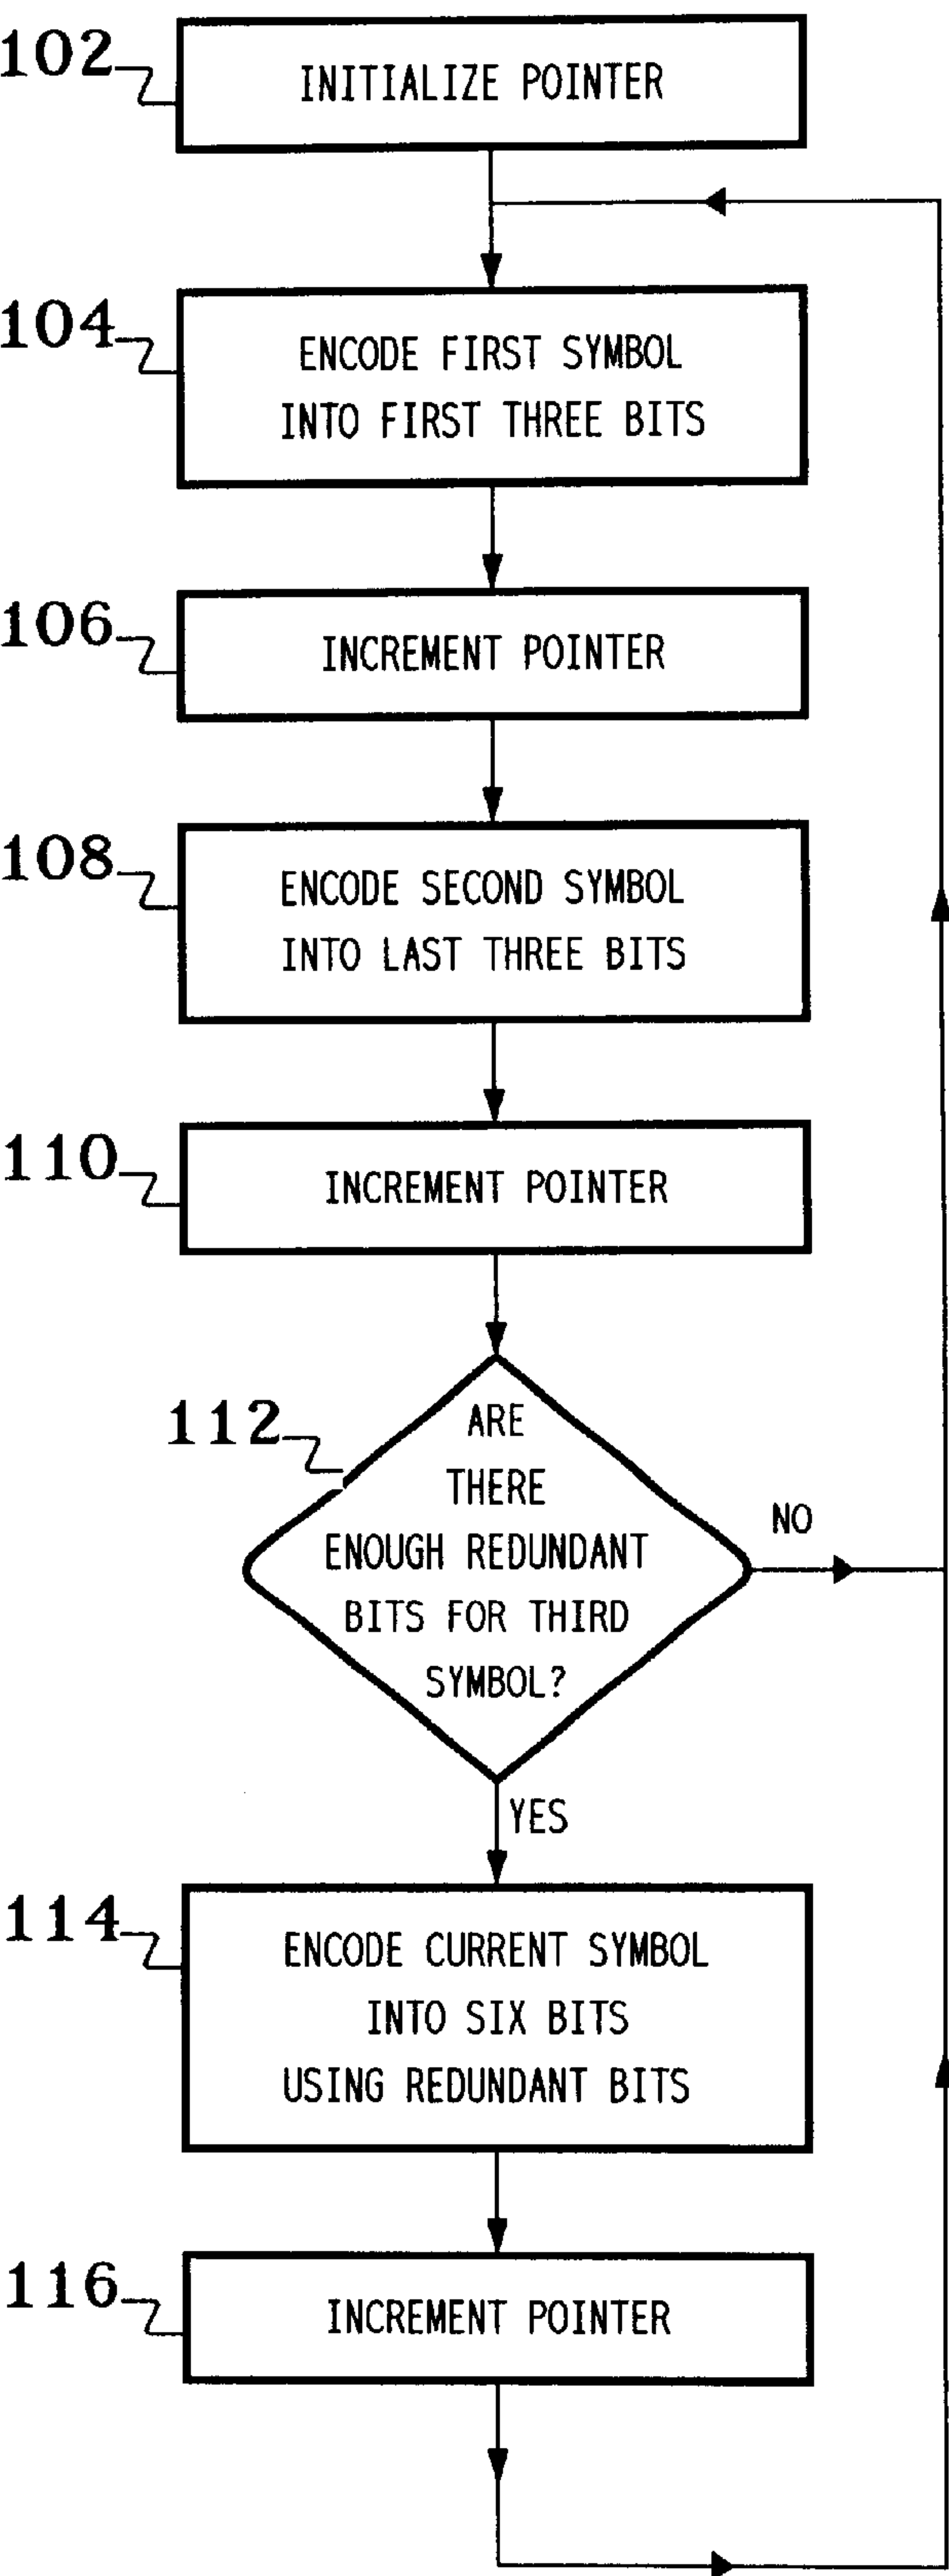 102
INITIALIZE POINTER
104
ENCODE FIRST SYMBOL
INTO FIRST THREE BITS
106
INCREMENT POINTER
108
ENCODE SECOND SYMBOL
INTO LAST THREE BITS
110
INCREMENT POINTER
112
ARE
THERE
ENOUGH REDUNDANT
BITS FOR THIRD
SYMBOL?
NO
YES
114
ENCODE CURRENT SYMBOL
INTO SIX BITS
USING REDUNDANT BITS
116
INCREMENT POINTER